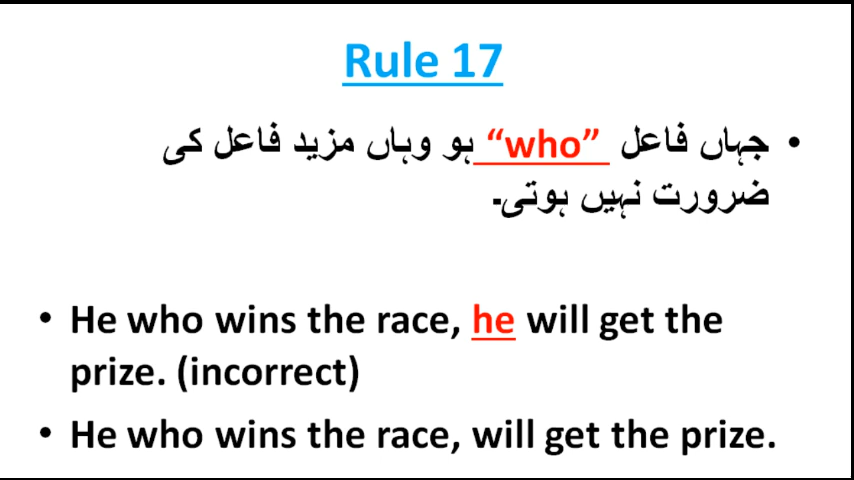 Rule 17
• جہاں فاعل “who” ہو وہاں مزید فاعل کی
ضرورت نہیں ہوتی۔
• He who wins the race, he will get the
prize. (incorrect)
• He who wins the race, will get the prize.